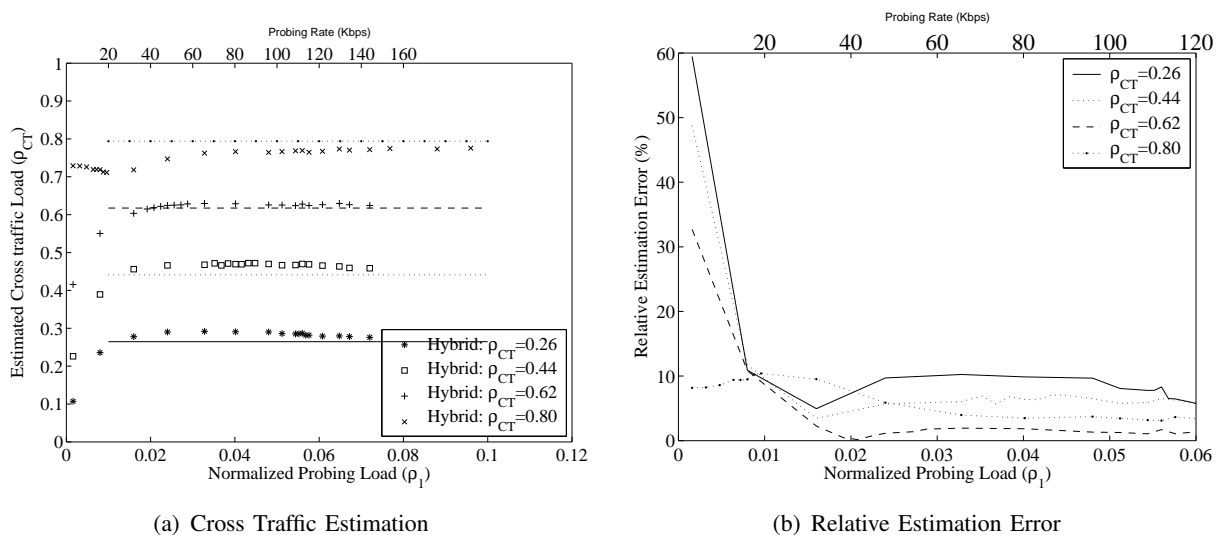 Probing Rate (Kbps)
20 40 60 80 100 120 140 160
1
0.9
0.8
0.7
0.6
0.5
0.4
0.3
0.2
0.1
0
Estimated Cross traffic Load (ρCT)
Hybrid: ρCT=0.26
Hybrid: ρCT=0.44
Hybrid: ρCT=0.62
Hybrid: ρCT=0.80
0 0.02 0.04 0.06 0.08 0.1 0.12
Normalized Probing Load (ρ1)
(a) Cross Traffic Estimation
Probing Rate (Kbps)
20 40 60 80 100 120
60
50
40
30
20
10
0
Relative Estimation Error (%)
ρCT=0.26
ρCT=0.44
ρCT=0.62
ρCT=0.80
0 0.01 0.02 0.03 0.04 0.05 0.06
Normalized Probing Load (ρ1)
(b) Relative Estimation Error